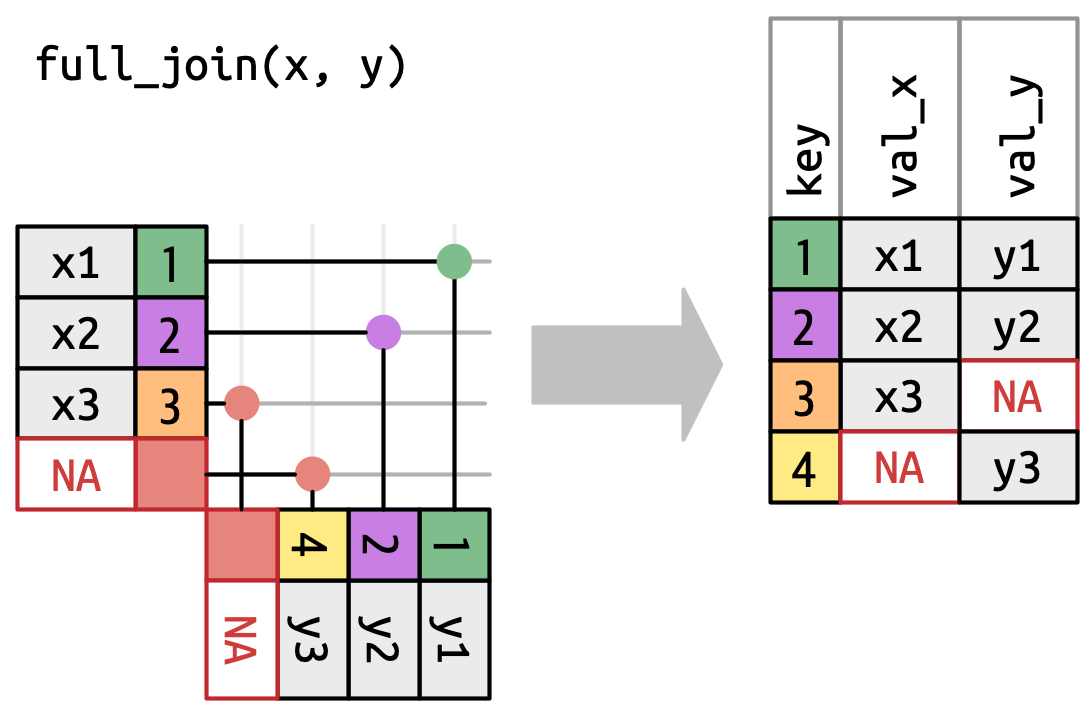 full_join(x, y)
x1 1
x2 2
x3 3
NA
4 2 1
NA y3 y2 y1
key val_x val_y
1 x1 y1
2 x2 y2
3 x3 NA
4 NA y3